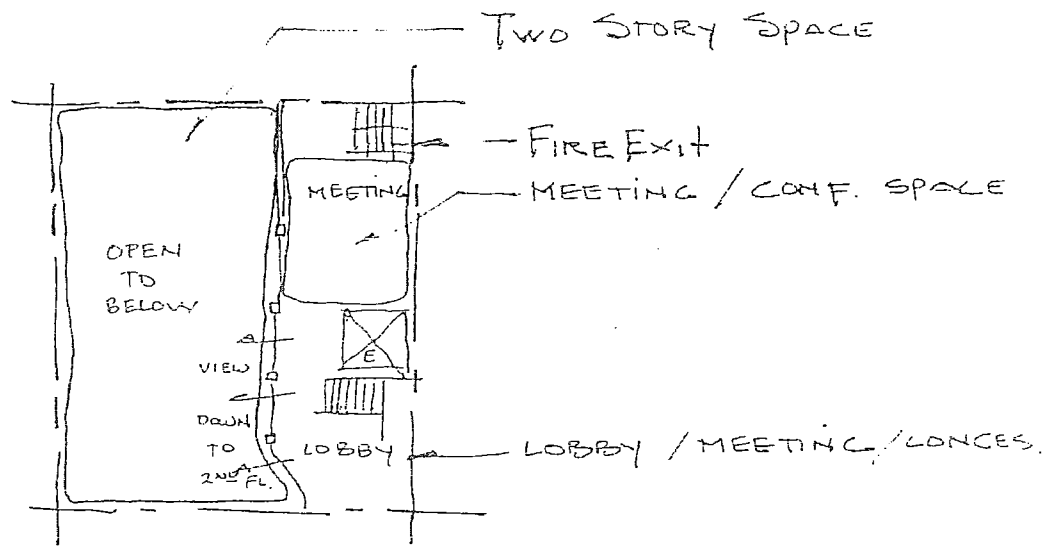 TWO STORY SPACE
FIRE EXIT
MEETING
MEETING / CONF. SPACE
OPEN
TO
BELOW
E
VIEW
DOWN
TO
2ND FL.
LOBBY
LOBBY / MEETING / CONCES.